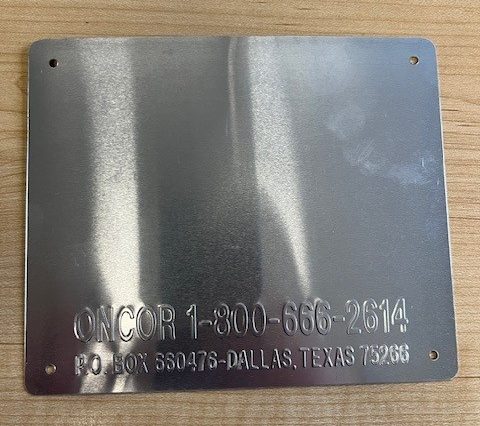 ONCOR 1-800-666-2614
P.O. BOX 660476-DALLAS, TEXAS 75266